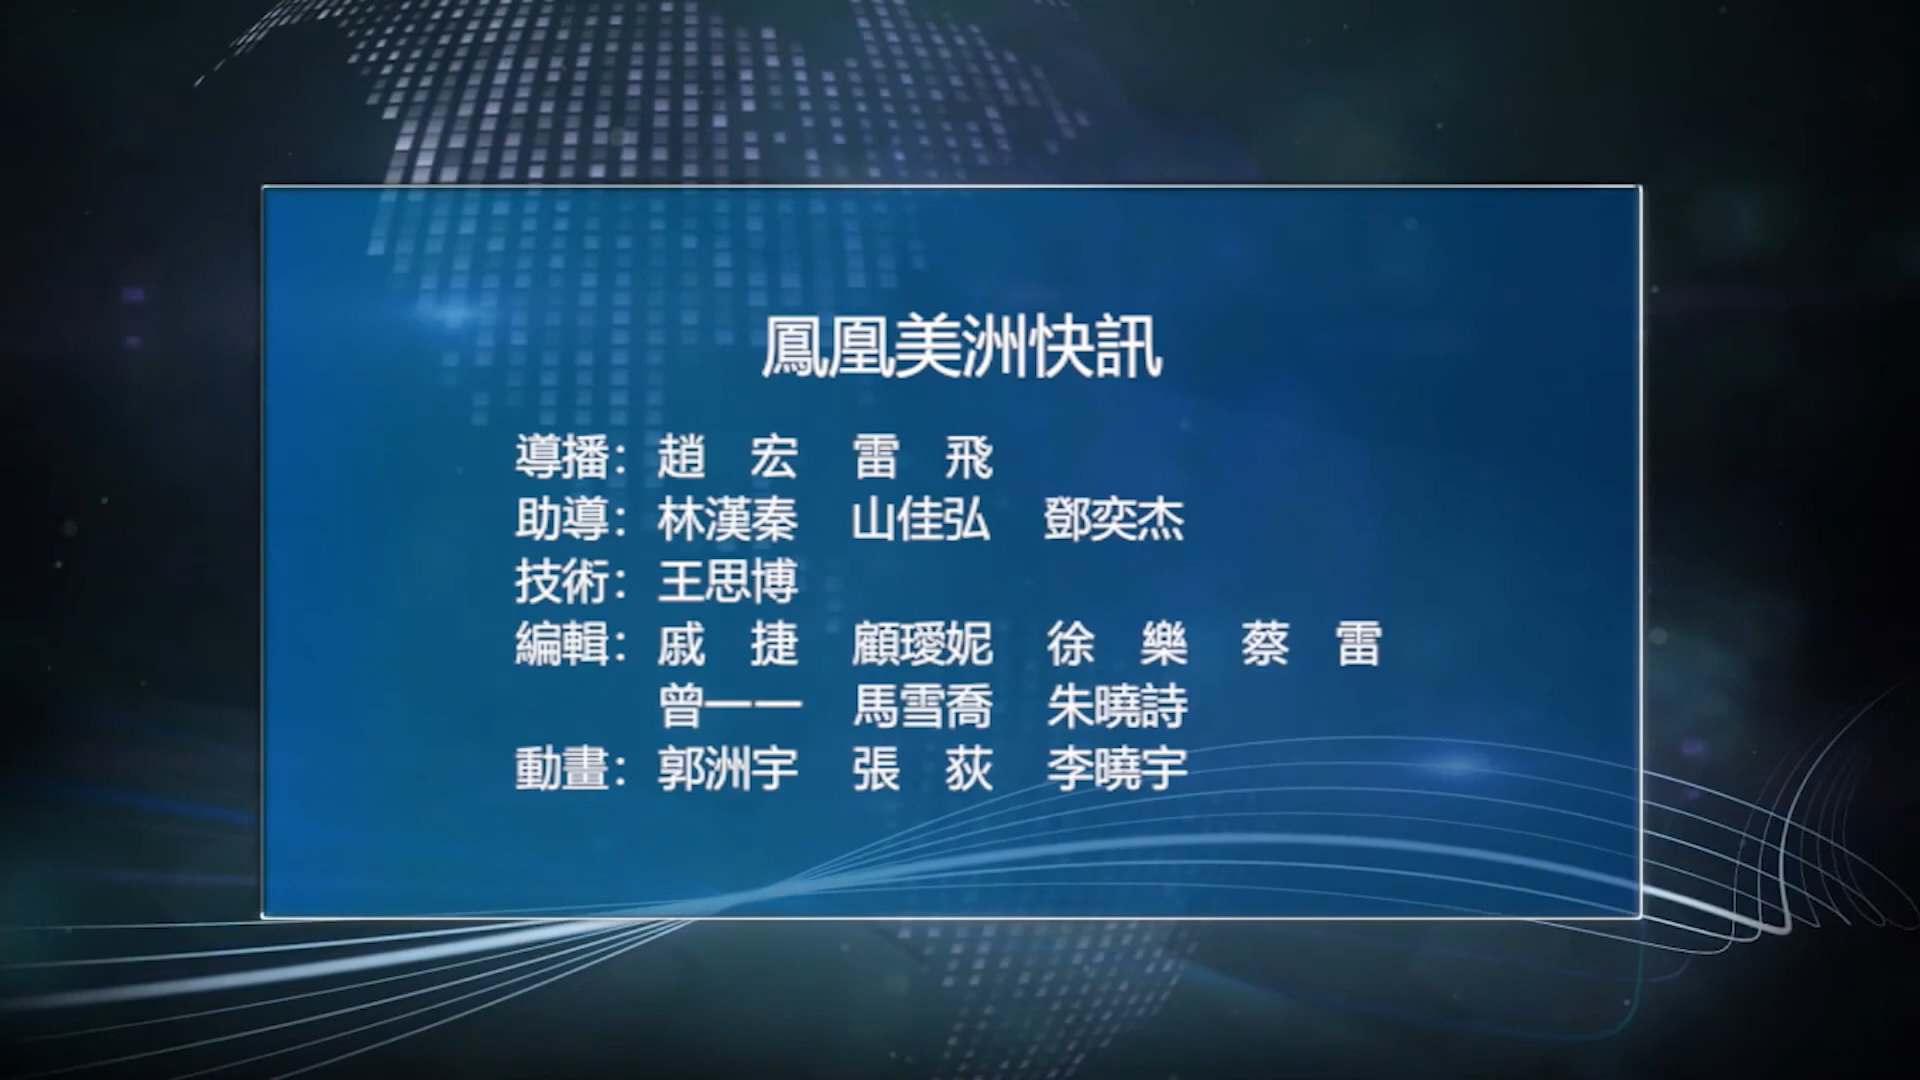 鳳凰美洲快訊
導播：趙　宏　雷　飛
助導：林漢秦　山佳弘　鄧奕杰
技術：王思博
編輯：戚　捷　顧璦妮　徐　樂　蔡　雷
曾一一　馬雪喬　朱曉詩
動畫：郭洲宇　張　荻　李曉宇